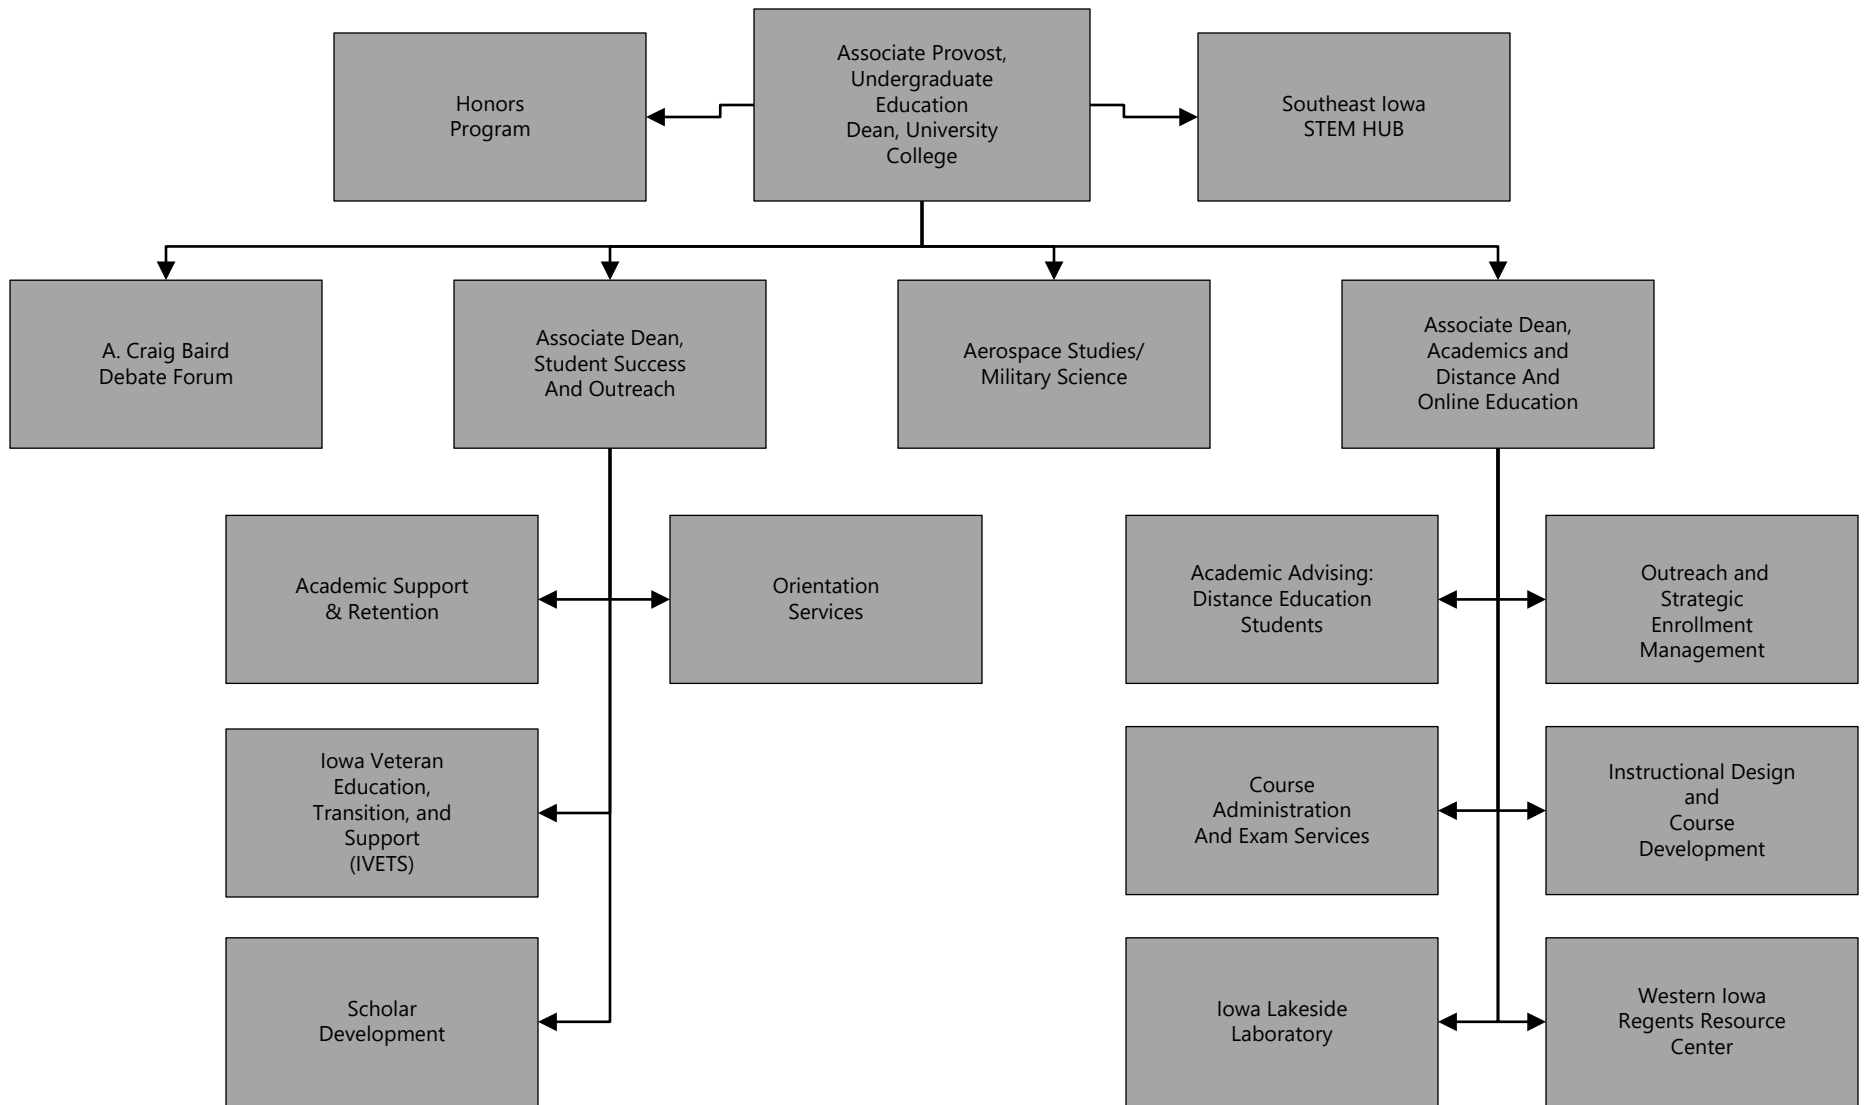 Honors
Program
Associate Provost,
Undergraduate
Education
Dean, University
College
Southeast Iowa
STEM HUB
A. Craig Baird
Debate Forum
Associate Dean,
Student Success
And Outreach
Aerospace Studies/
Military Science
Associate Dean,
Academics and
Distance And
Online Education
Academic Support
& Retention
Orientation
Services
Academic Advising:
Distance Education
Students
Outreach and
Strategic
Enrollment
Management
Iowa Veteran
Education,
Transition, and
Support
(IVETS)
Course
Administration
And Exam Services
Instructional Design
and
Course
Development
Scholar
Development
Iowa Lakeside
Laboratory
Western Iowa
Regents Resource
Center